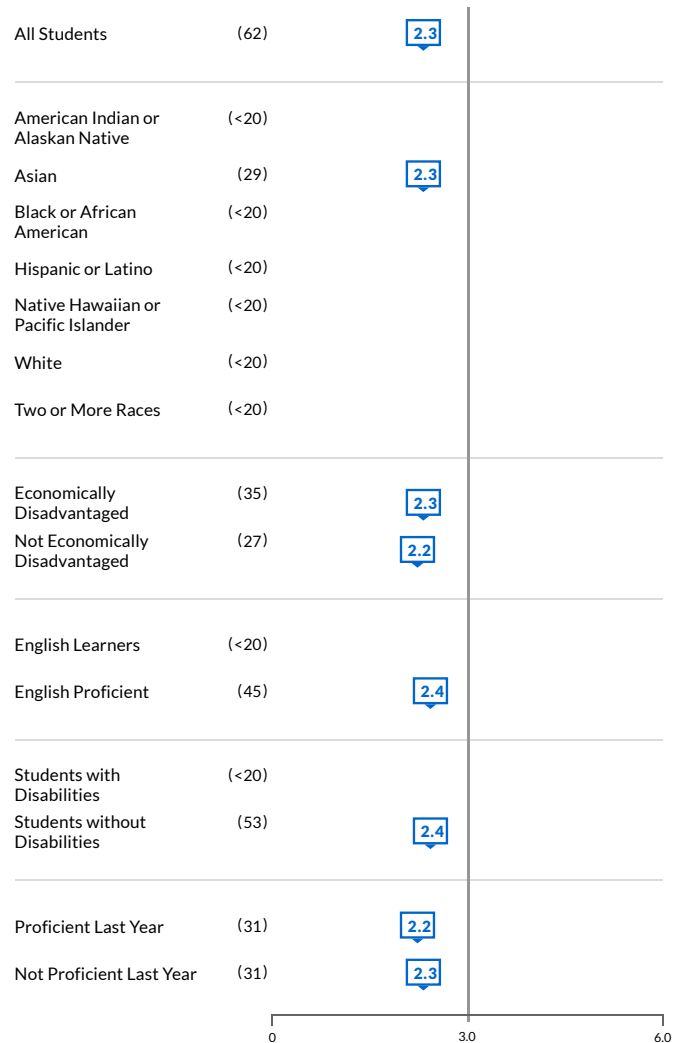 All Students (62) 2.3
American Indian or (<20)
Alaskan Native
Asian (29) 2.3
Black or African (<20)
American
Hispanic or Latino (<20)
Native Hawaiian or (<20)
Pacific Islander
White (<20)
Two or More Races (<20)
Economically (35) 2.3
Disadvantaged
Not Economically (27) 2.2
Disadvantaged
English Learners (<20)
English Proficient (45) 2.4
Students with (<20)
Disabilities
Students without (53) 2.4
Disabilities
Proficient Last Year (31) 2.2
Not Proficient Last Year (31) 2.3
0 3.0 6.0